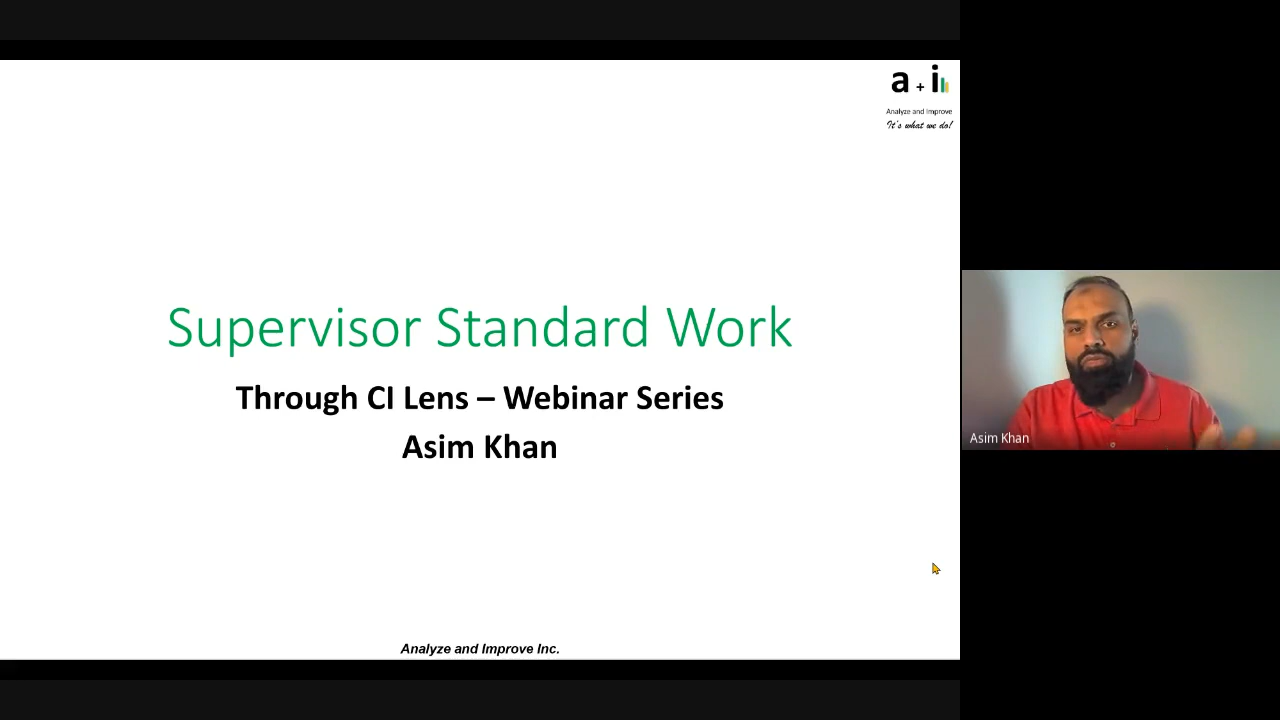 a + i
Analyze and Improve
It's what we do!
Supervisor Standard Work
Through CI Lens – Webinar Series
Asim Khan
Asim Khan
Analyze and Improve Inc.